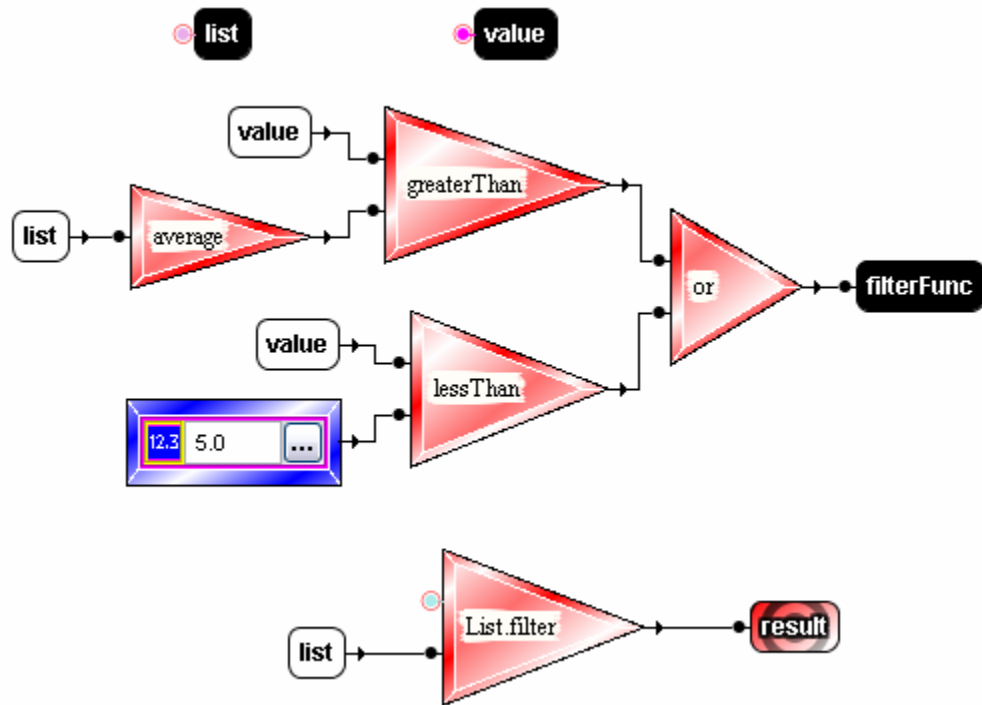 list
value
value
greaterThan
list
average
or
filterFunc
value
lessThan
12.3
5.0
...
List.filter
result
list